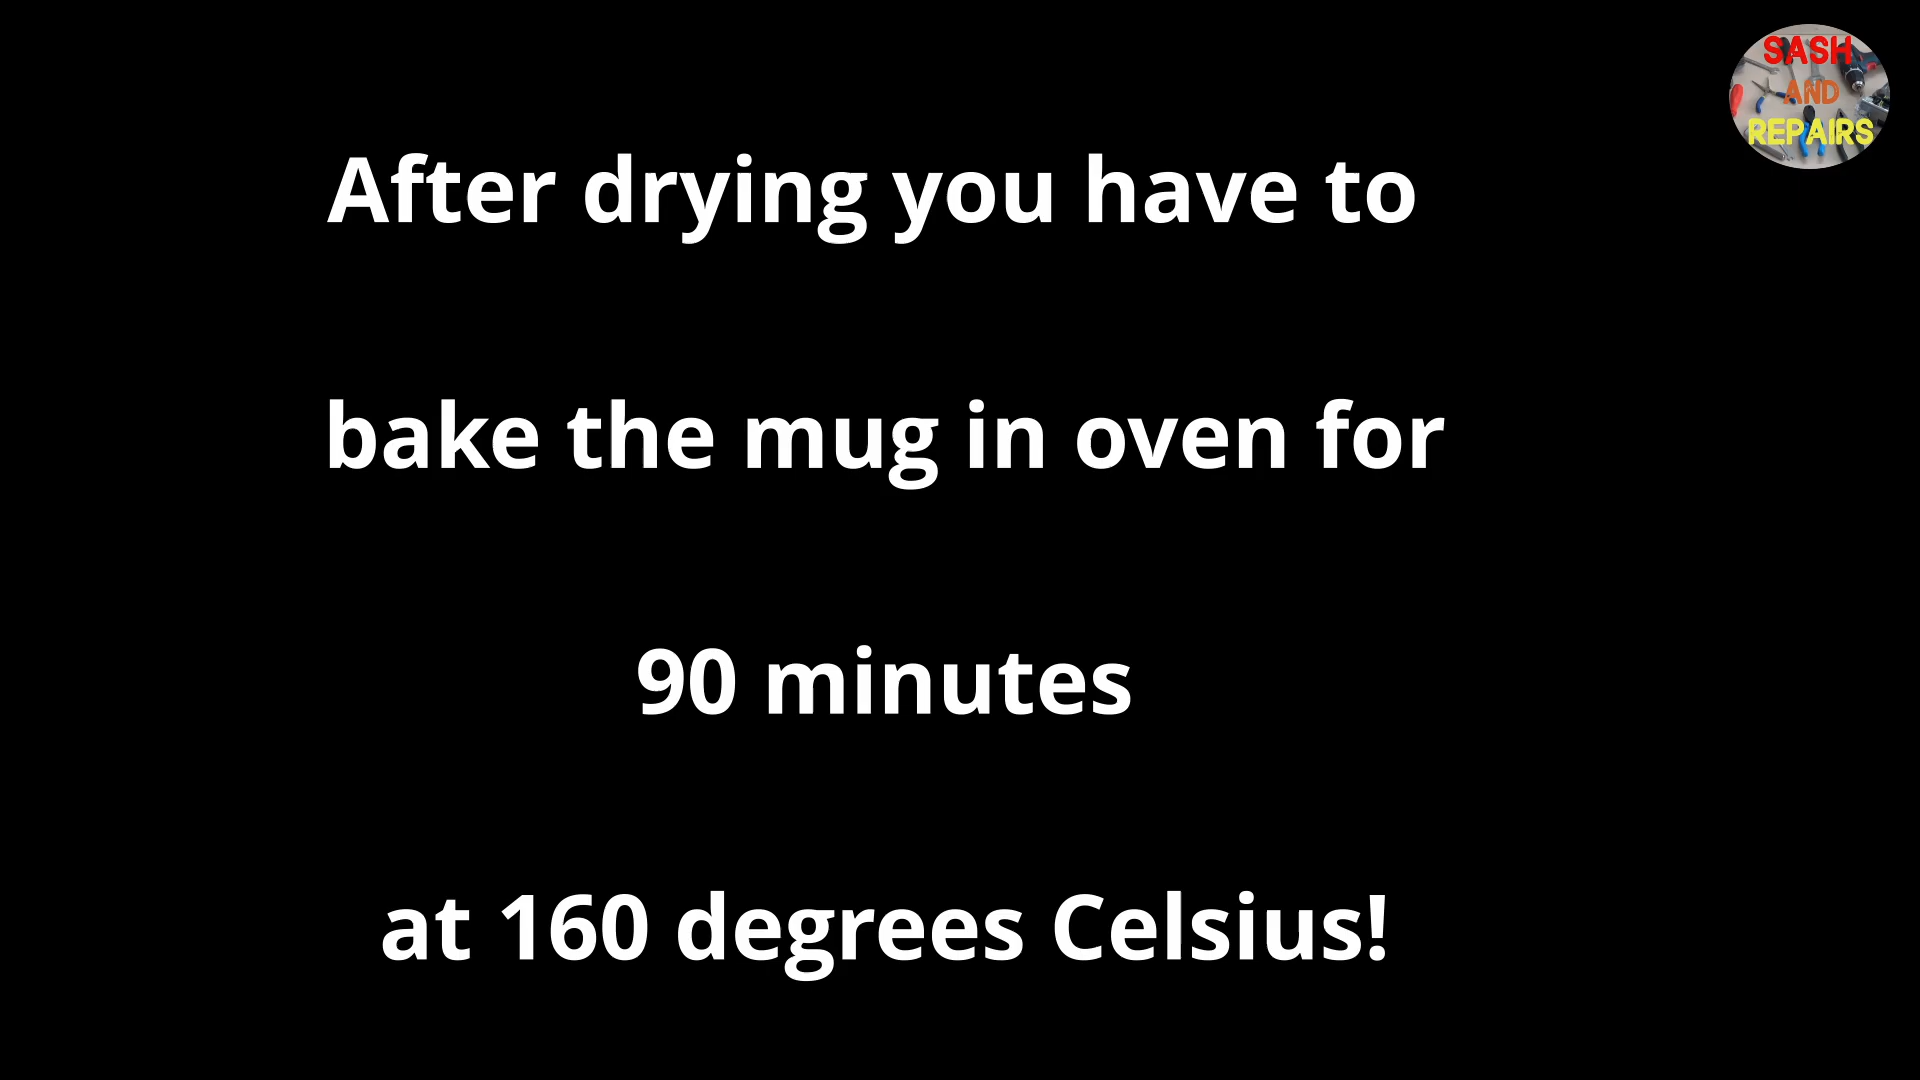 SASH
AND
REPAIRS
After drying you have to
bake the mug in oven for
90 minutes
at 160 degrees Celsius!